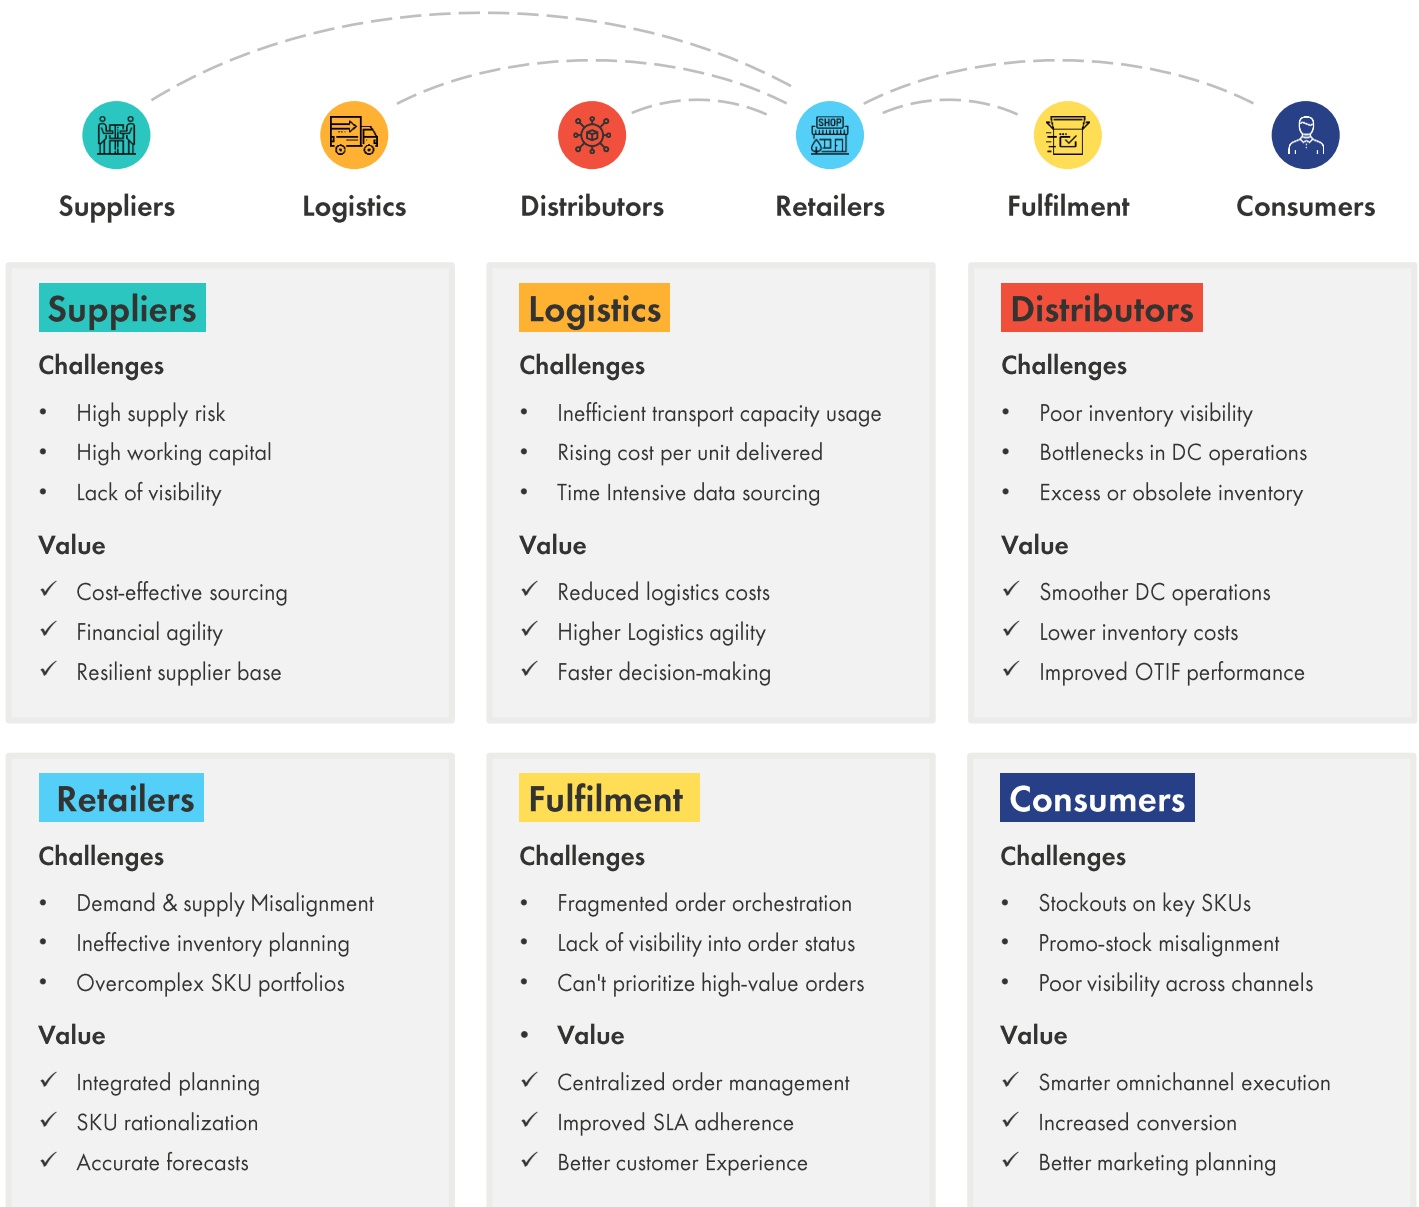 SHOP
Suppliers
Logistics
Distributors
Retailers
Fulfilment
Consumers
Suppliers
Challenges
• High supply risk
• High working capital
• Lack of visibility
Value
✓ Cost-effective sourcing
✓ Financial agility
✓ Resilient supplier base
Logistics
Challenges
• Inefficient transport capacity usage
• Rising cost per unit delivered
• Time Intensive data sourcing
Value
✓ Reduced logistics costs
✓ Higher Logistics agility
✓ Faster decision-making
Distributors
Challenges
• Poor inventory visibility
• Bottlenecks in DC operations
• Excess or obsolete inventory
Value
✓ Smoother DC operations
✓ Lower inventory costs
✓ Improved OTIF performance
Retailers
Challenges
• Demand & supply Misalignment
• Ineffective inventory planning
• Overcomplex SKU portfolios
Value
✓ Integrated planning
✓ SKU rationalization
✓ Accurate forecasts
Fulfilment
Challenges
• Fragmented order orchestration
• Lack of visibility into order status
• Can't prioritize high-value orders
• Value
✓ Centralized order management
✓ Improved SLA adherence
✓ Better customer Experience
Consumers
Challenges
• Stockouts on key SKUs
• Promo-stock misalignment
• Poor visibility across channels
Value
✓ Smarter omnichannel execution
✓ Increased conversion
✓ Better marketing planning